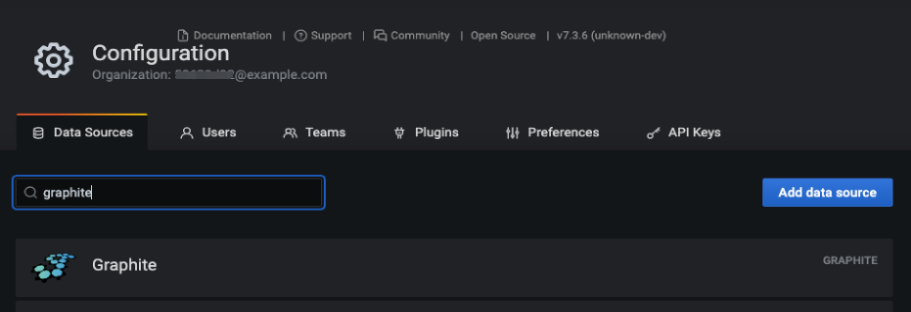 Documentation | Support | Community | Open Source | v7.3.6 (unknown-dev)
Configuration
Organization: @example.com
Data Sources Users Teams Plugins Preferences API Keys
graphite Add data source
Graphite GRAPHITE